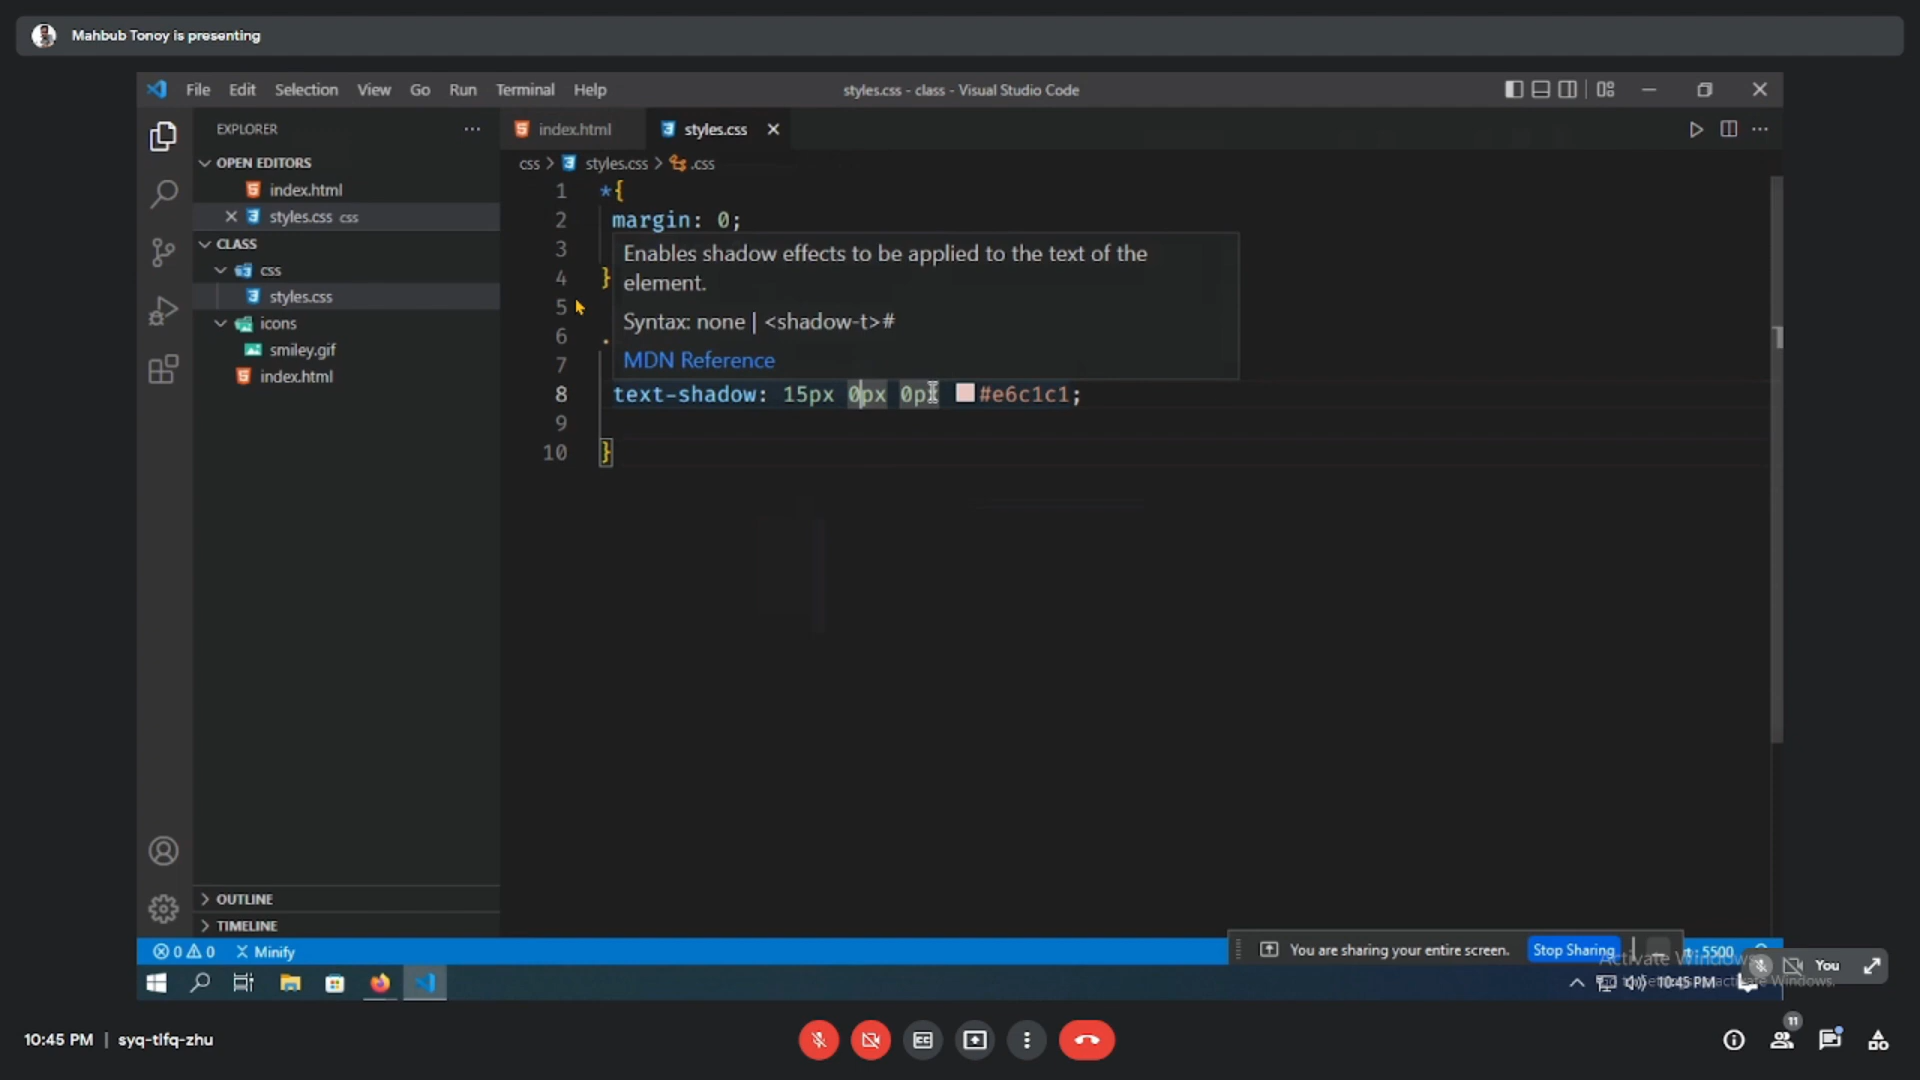 Mahbub Tonoy is presenting
File Edit Selection View Go Run Terminal Help
styles.css - class - Visual Studio Code
EXPLORER
index.html
styles.css
OPEN EDITORS
index.html
styles.css css
CLASS
css
styles.css
icons
smiley.gif
index.html
OUTLINE
TIMELINE
css > styles.css > .css
1 *{
2 margin: 0;
3
4 }
5
6 .
7
8 text-shadow: 15px 0px 0px #e6c1c1;
9
10 }
Enables shadow effects to be applied to the text of the
element.
Syntax: none | <shadow-t>#
MDN Reference
0 0 Minify
You are sharing your entire screen. Stop Sharing
: 5500
Activate Windows
10:45 PM
activate Windows.
You
10:45 PM | syq-tlfq-zhu
11